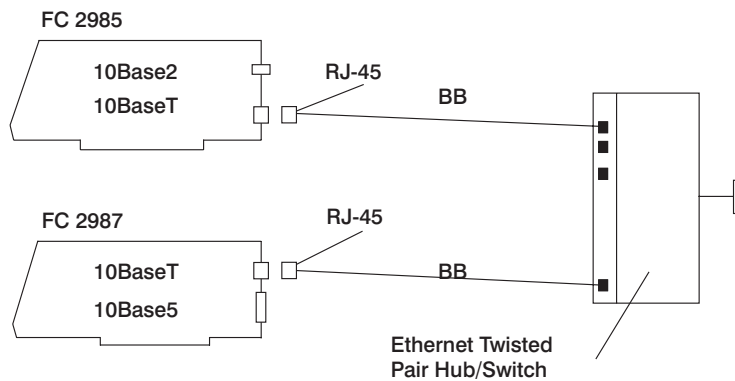 FC 2985
10Base2
10BaseT
RJ-45
BB
FC 2987
10BaseT
10Base5
RJ-45
BB
Ethernet Twisted
Pair Hub/Switch